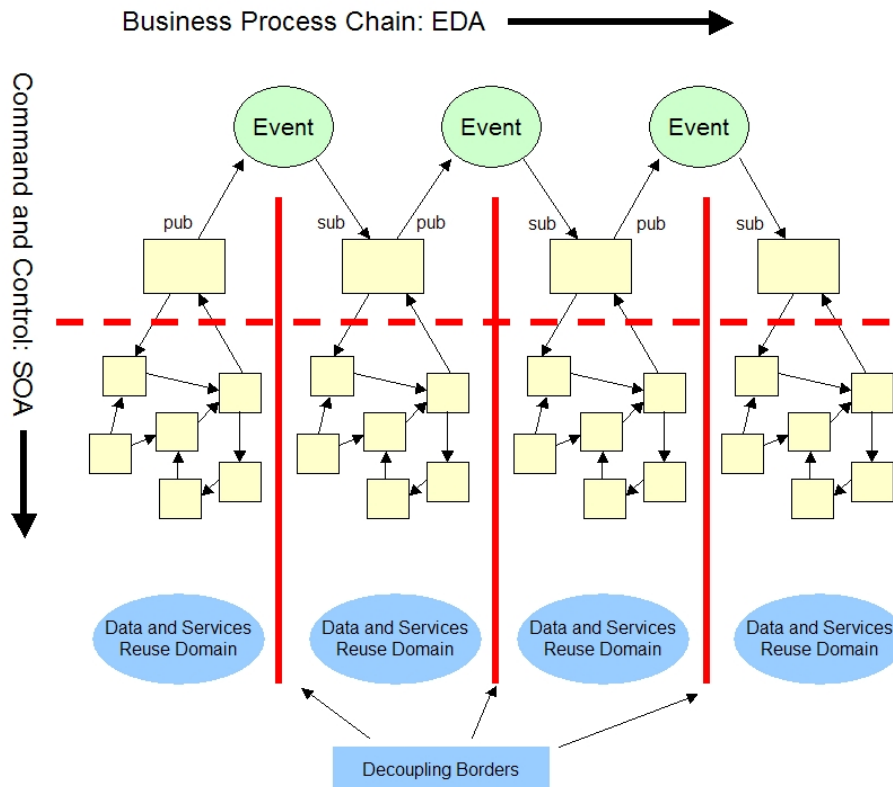 Business Process Chain: EDA
Command and Control: SOA
Event
Event
Event
pub
sub
pub
sub
pub
sub
Data and Services
Reuse Domain
Data and Services
Reuse Domain
Data and Services
Reuse Domain
Data and Services
Reuse Domain
Decoupling Borders